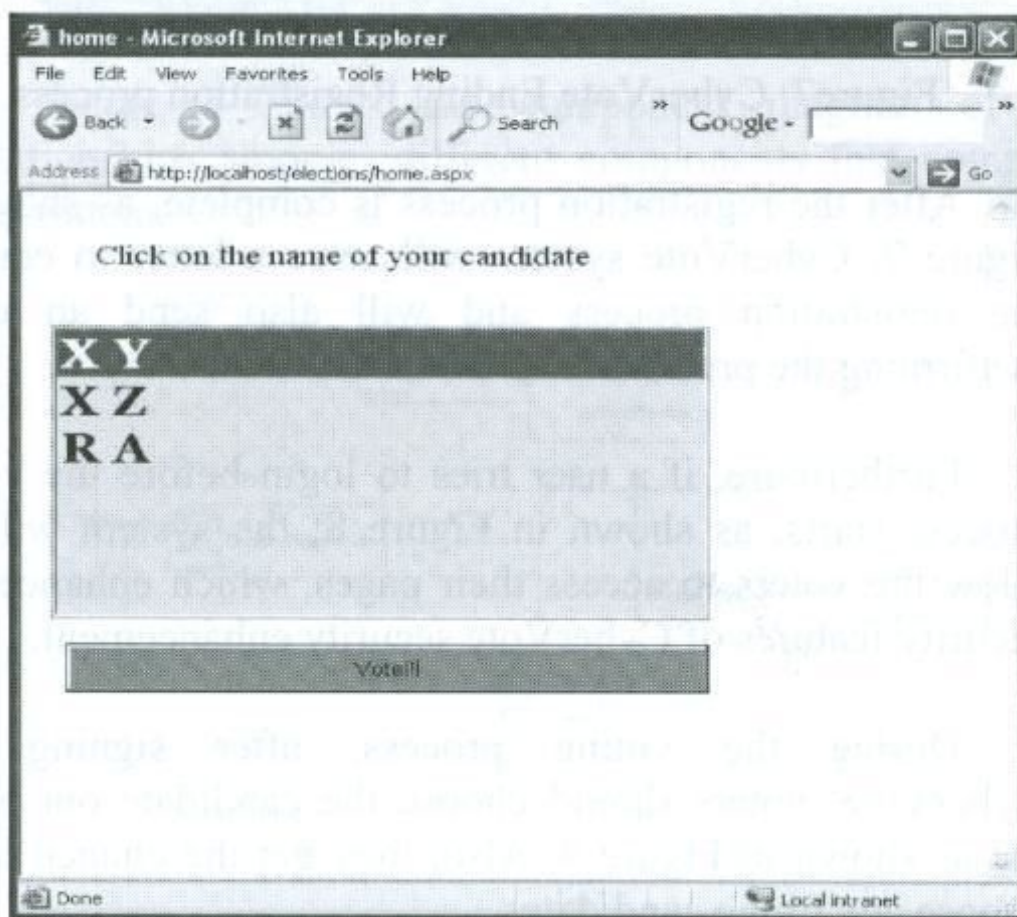 home - Microsoft Internet Explorer
File Edit View Favorites Tools Help
Back Search » Google - »
Address http://localhost/elections/home.aspx Go
Click on the name of your candidate
X Y
X Z
R A
Done Local intranet